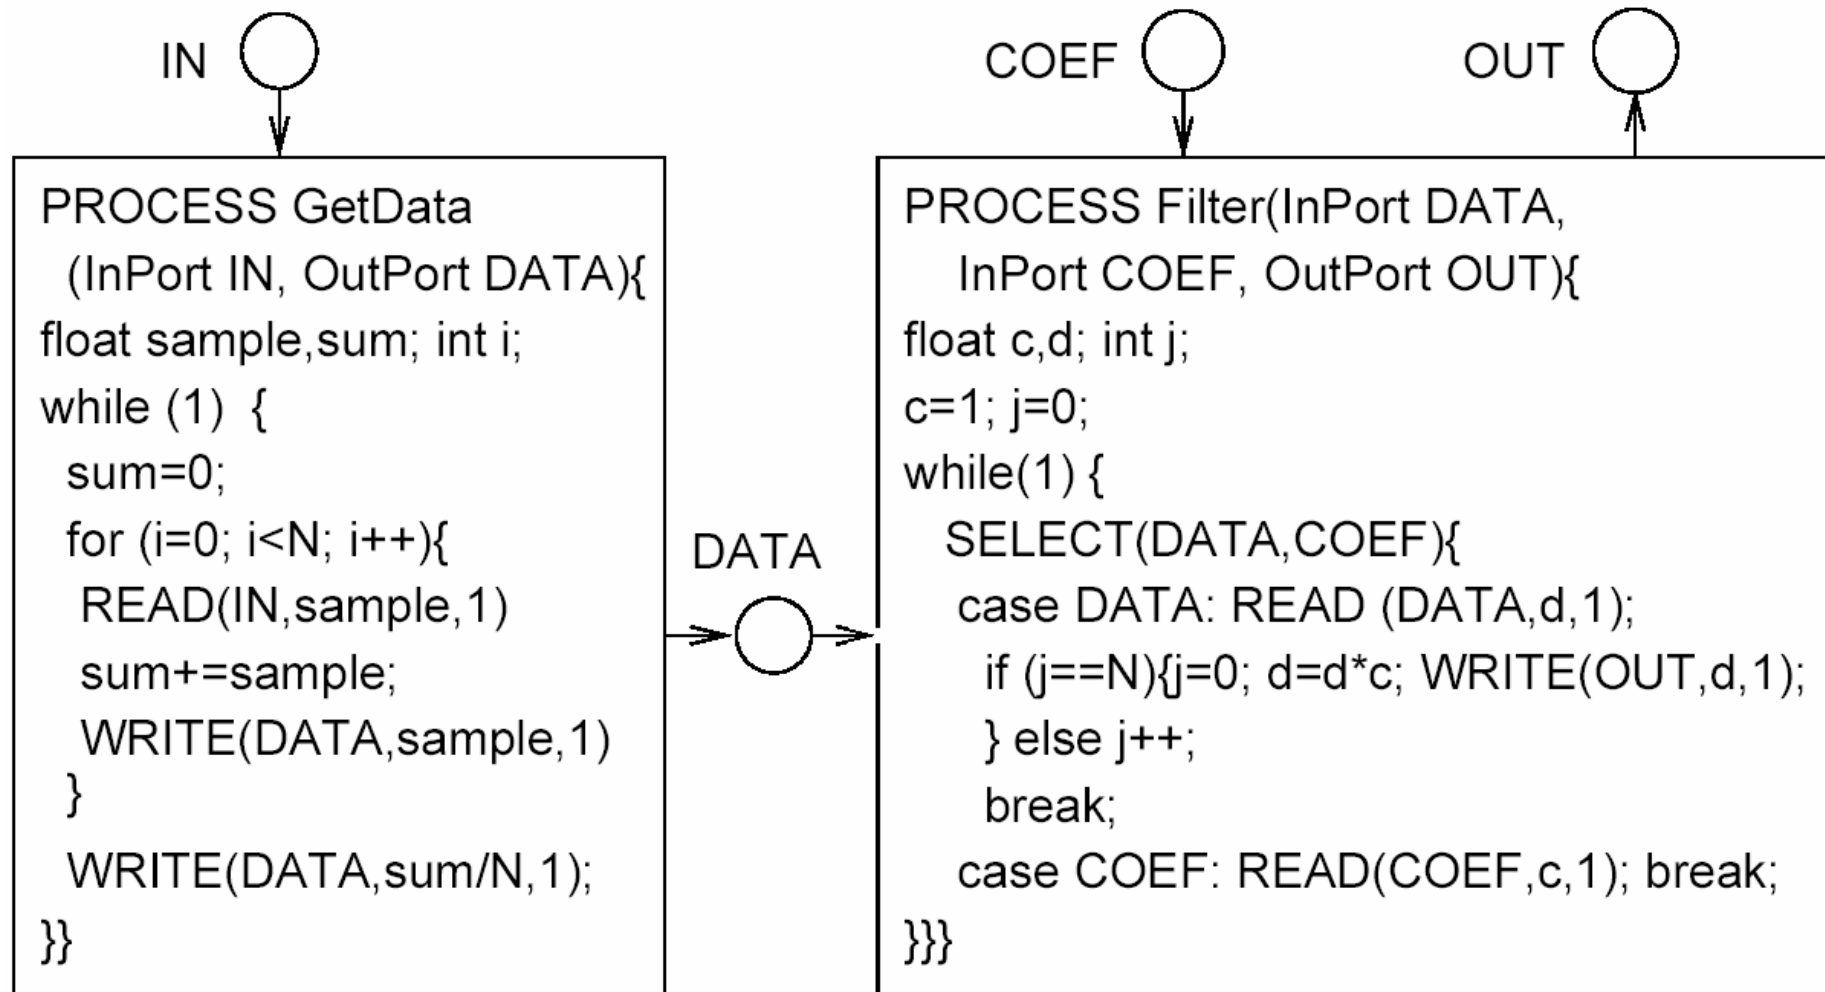 IN
COEF
OUT
PROCESS GetData
(InPort IN, OutPort DATA){
float sample,sum; int i;
while (1) {
sum=0;
for (i=0; i<N; i++){
READ(IN,sample,1)
sum+=sample;
WRITE(DATA,sample,1)
}
WRITE(DATA,sum/N,1);
}}
DATA
PROCESS Filter(InPort DATA,
InPort COEF, OutPort OUT){
float c,d; int j;
c=1; j=0;
while(1) {
SELECT(DATA,COEF){
case DATA: READ (DATA,d,1);
if (j==N){j=0; d=d*c; WRITE(OUT,d,1);
} else j++;
break;
case COEF: READ(COEF,c,1); break;
}}}